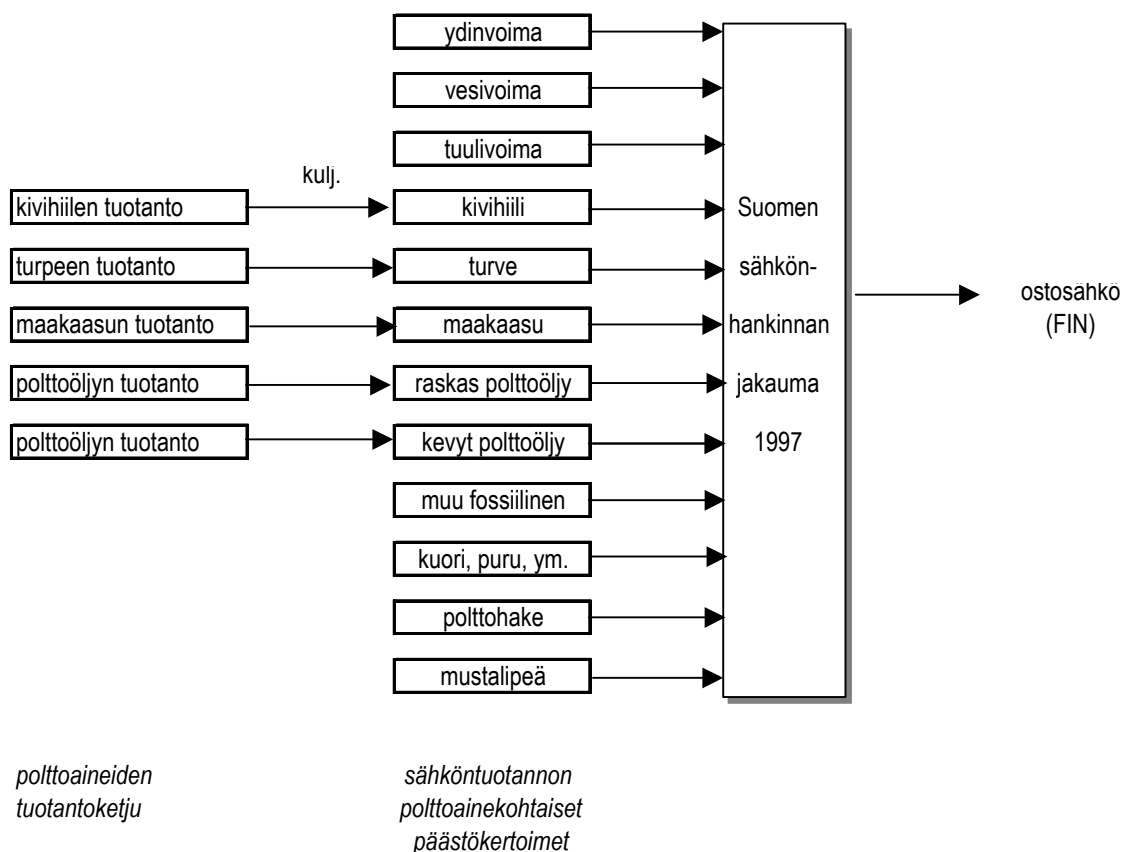 ydinvoima
vesivoima
tuulivoima
kulj.
kivihiilen tuotanto
kivihiili
Suomen
turpeen tuotanto
turve
sähkön-
ostosähkö
maakaasun tuotanto
maakaasu
hankinnan
(FIN)
polttoöljyn tuotanto
raskas polttoöljy
jakauma
polttoöljyn tuotanto
kevyt polttoöljy
1997
muu fossiilinen
kuori, puru, ym.
polttohake
mustalipeä
polttoaineiden
tuotantoketju
sähköntuotannon
polttoainekohtaiset
päästökertoimet